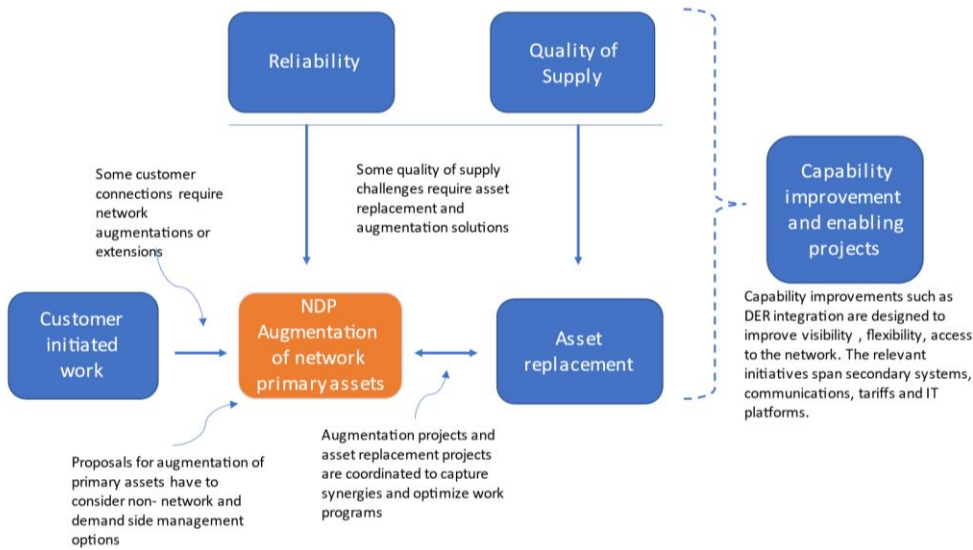 Reliability
Quality of
Supply
Some customer
connections require
network
augmentations or
extensions
Some quality of supply
challenges require asset
replacement and
augmentation solutions
Capability
improvement
and enabling
projects
Customer
initiated
work
NDP
Augmentation
of network
primary assets
Asset
replacement
Capability improvements such as
DER integration are designed to
improve visibility , flexibility, access
to the network. The relevant
initiatives span secondary systems,
communications, tariffs and IT
platforms.
Proposals for augmentation of
primary assets have to
consider non- network and
demand side management
options
Augmentation projects and
asset replacement projects
are coordinated to capture
synergies and optimize work
programs